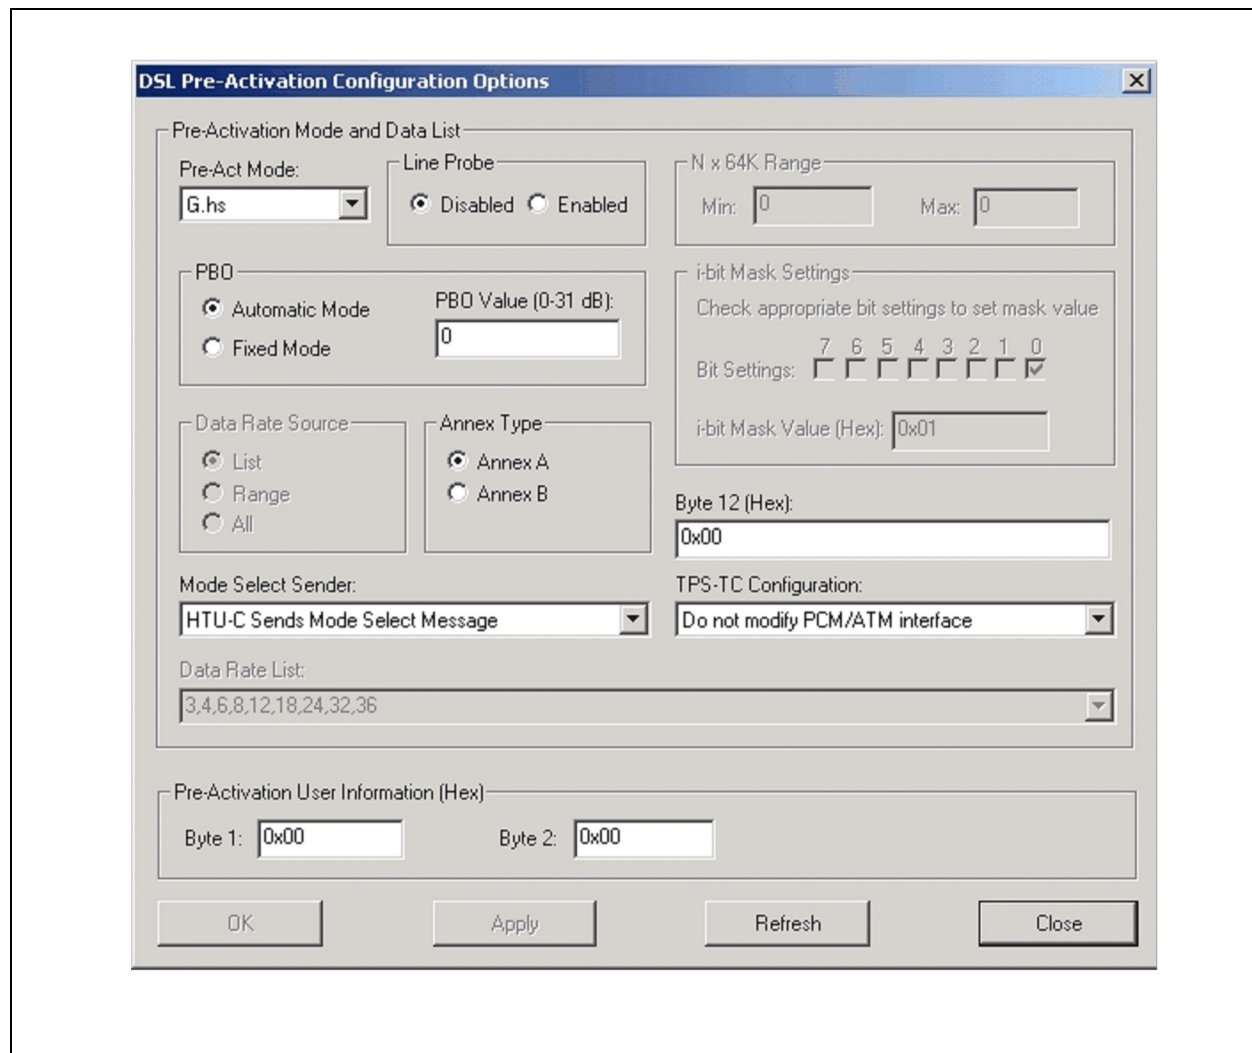 DSL Pre-Activation Configuration Options
Pre-Activation Mode and Data List
Pre-Act Mode:
G.hs
Line Probe
Disabled Enabled
N x 64K Range
Min: 0 Max: 0
PBO
Automatic Mode
Fixed Mode
PBO Value (0-31 dB):
0
i-bit Mask Settings
Check appropriate bit settings to set mask value
7 6 5 4 3 2 1 0
Bit Settings:
i-bit Mask Value (Hex): 0x01
Data Rate Source
List
Range
All
Annex Type
Annex A
Annex B
Byte 12 (Hex):
0x00
Mode Select Sender:
HTU-C Sends Mode Select Message
TPS-TC Configuration:
Do not modify PCM/ATM interface
Data Rate List:
3,4,6,8,12,18,24,32,36
Pre-Activation User Information (Hex)
Byte 1: 0x00 Byte 2: 0x00
OK Apply Refresh Close